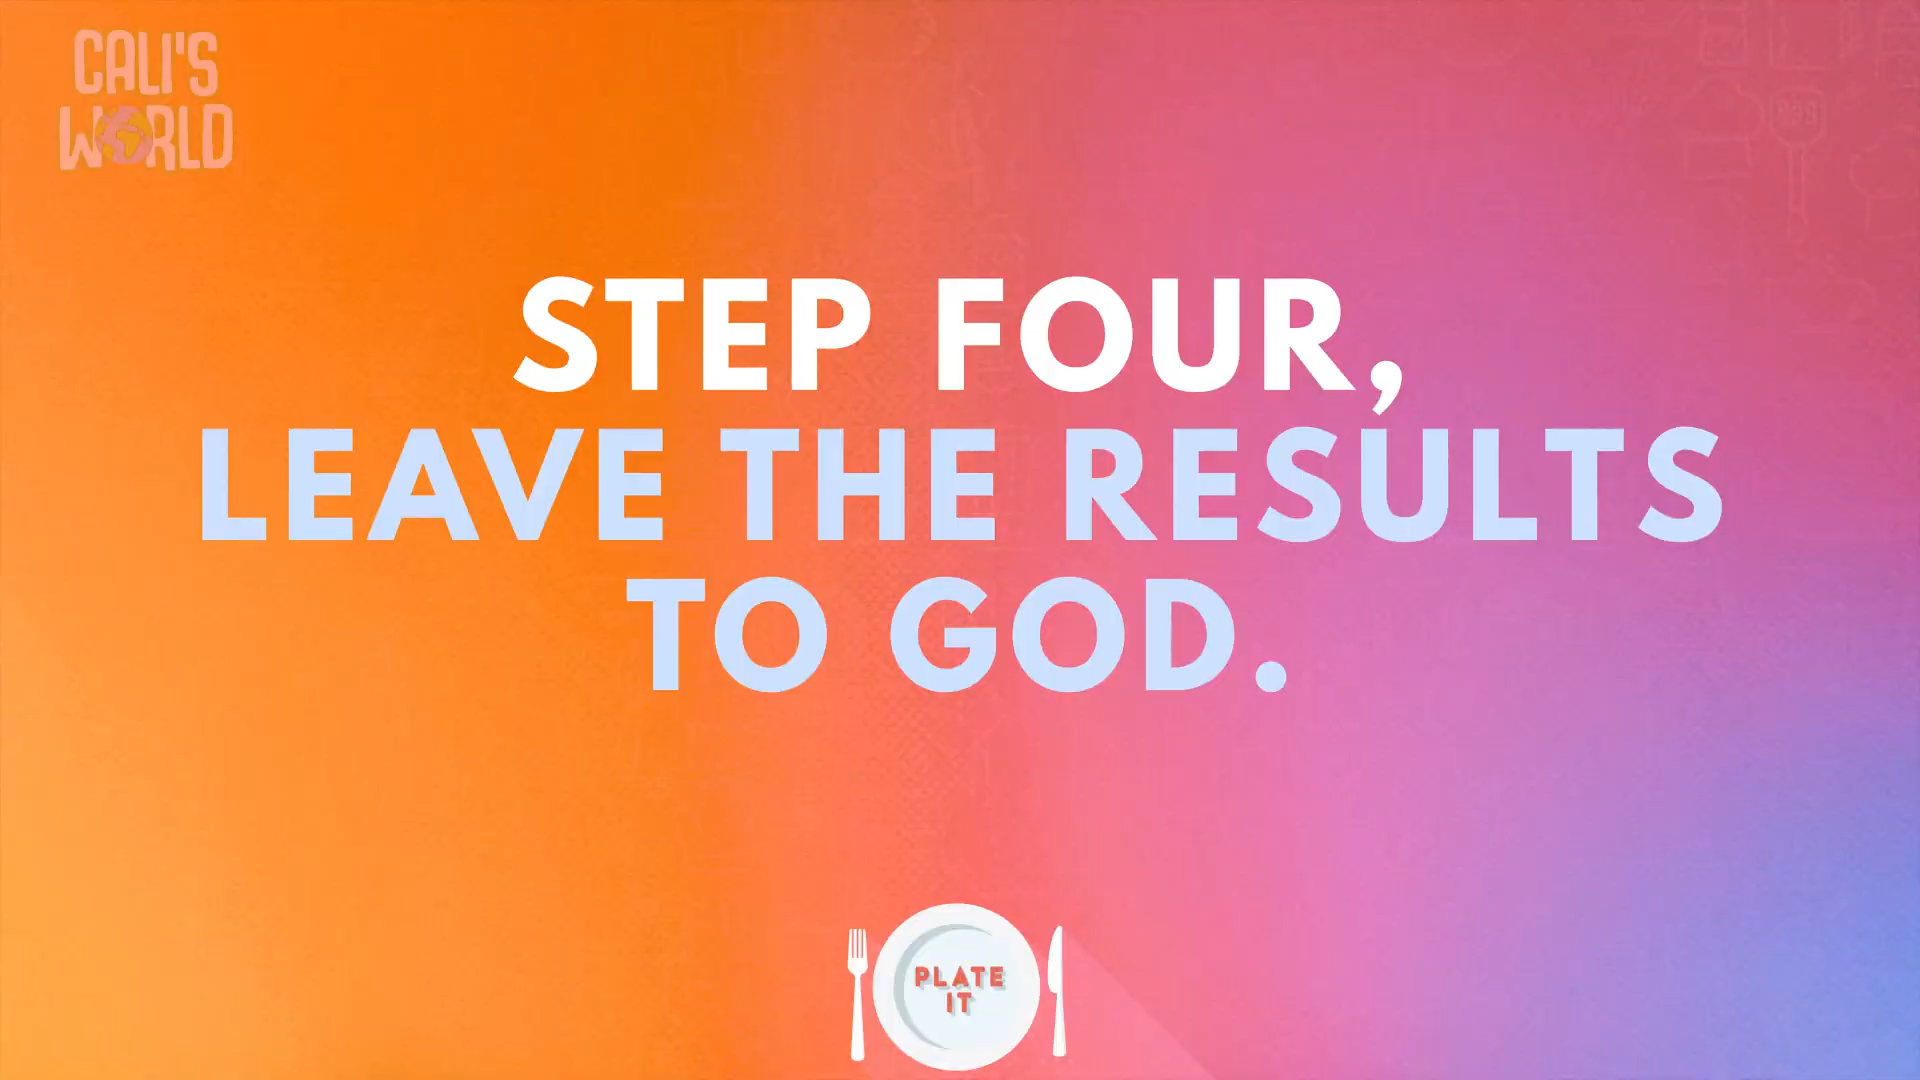 CALI'S
WORLD
STEP FOUR,
LEAVE THE RESULTS
TO GOD.
PLATE
IT